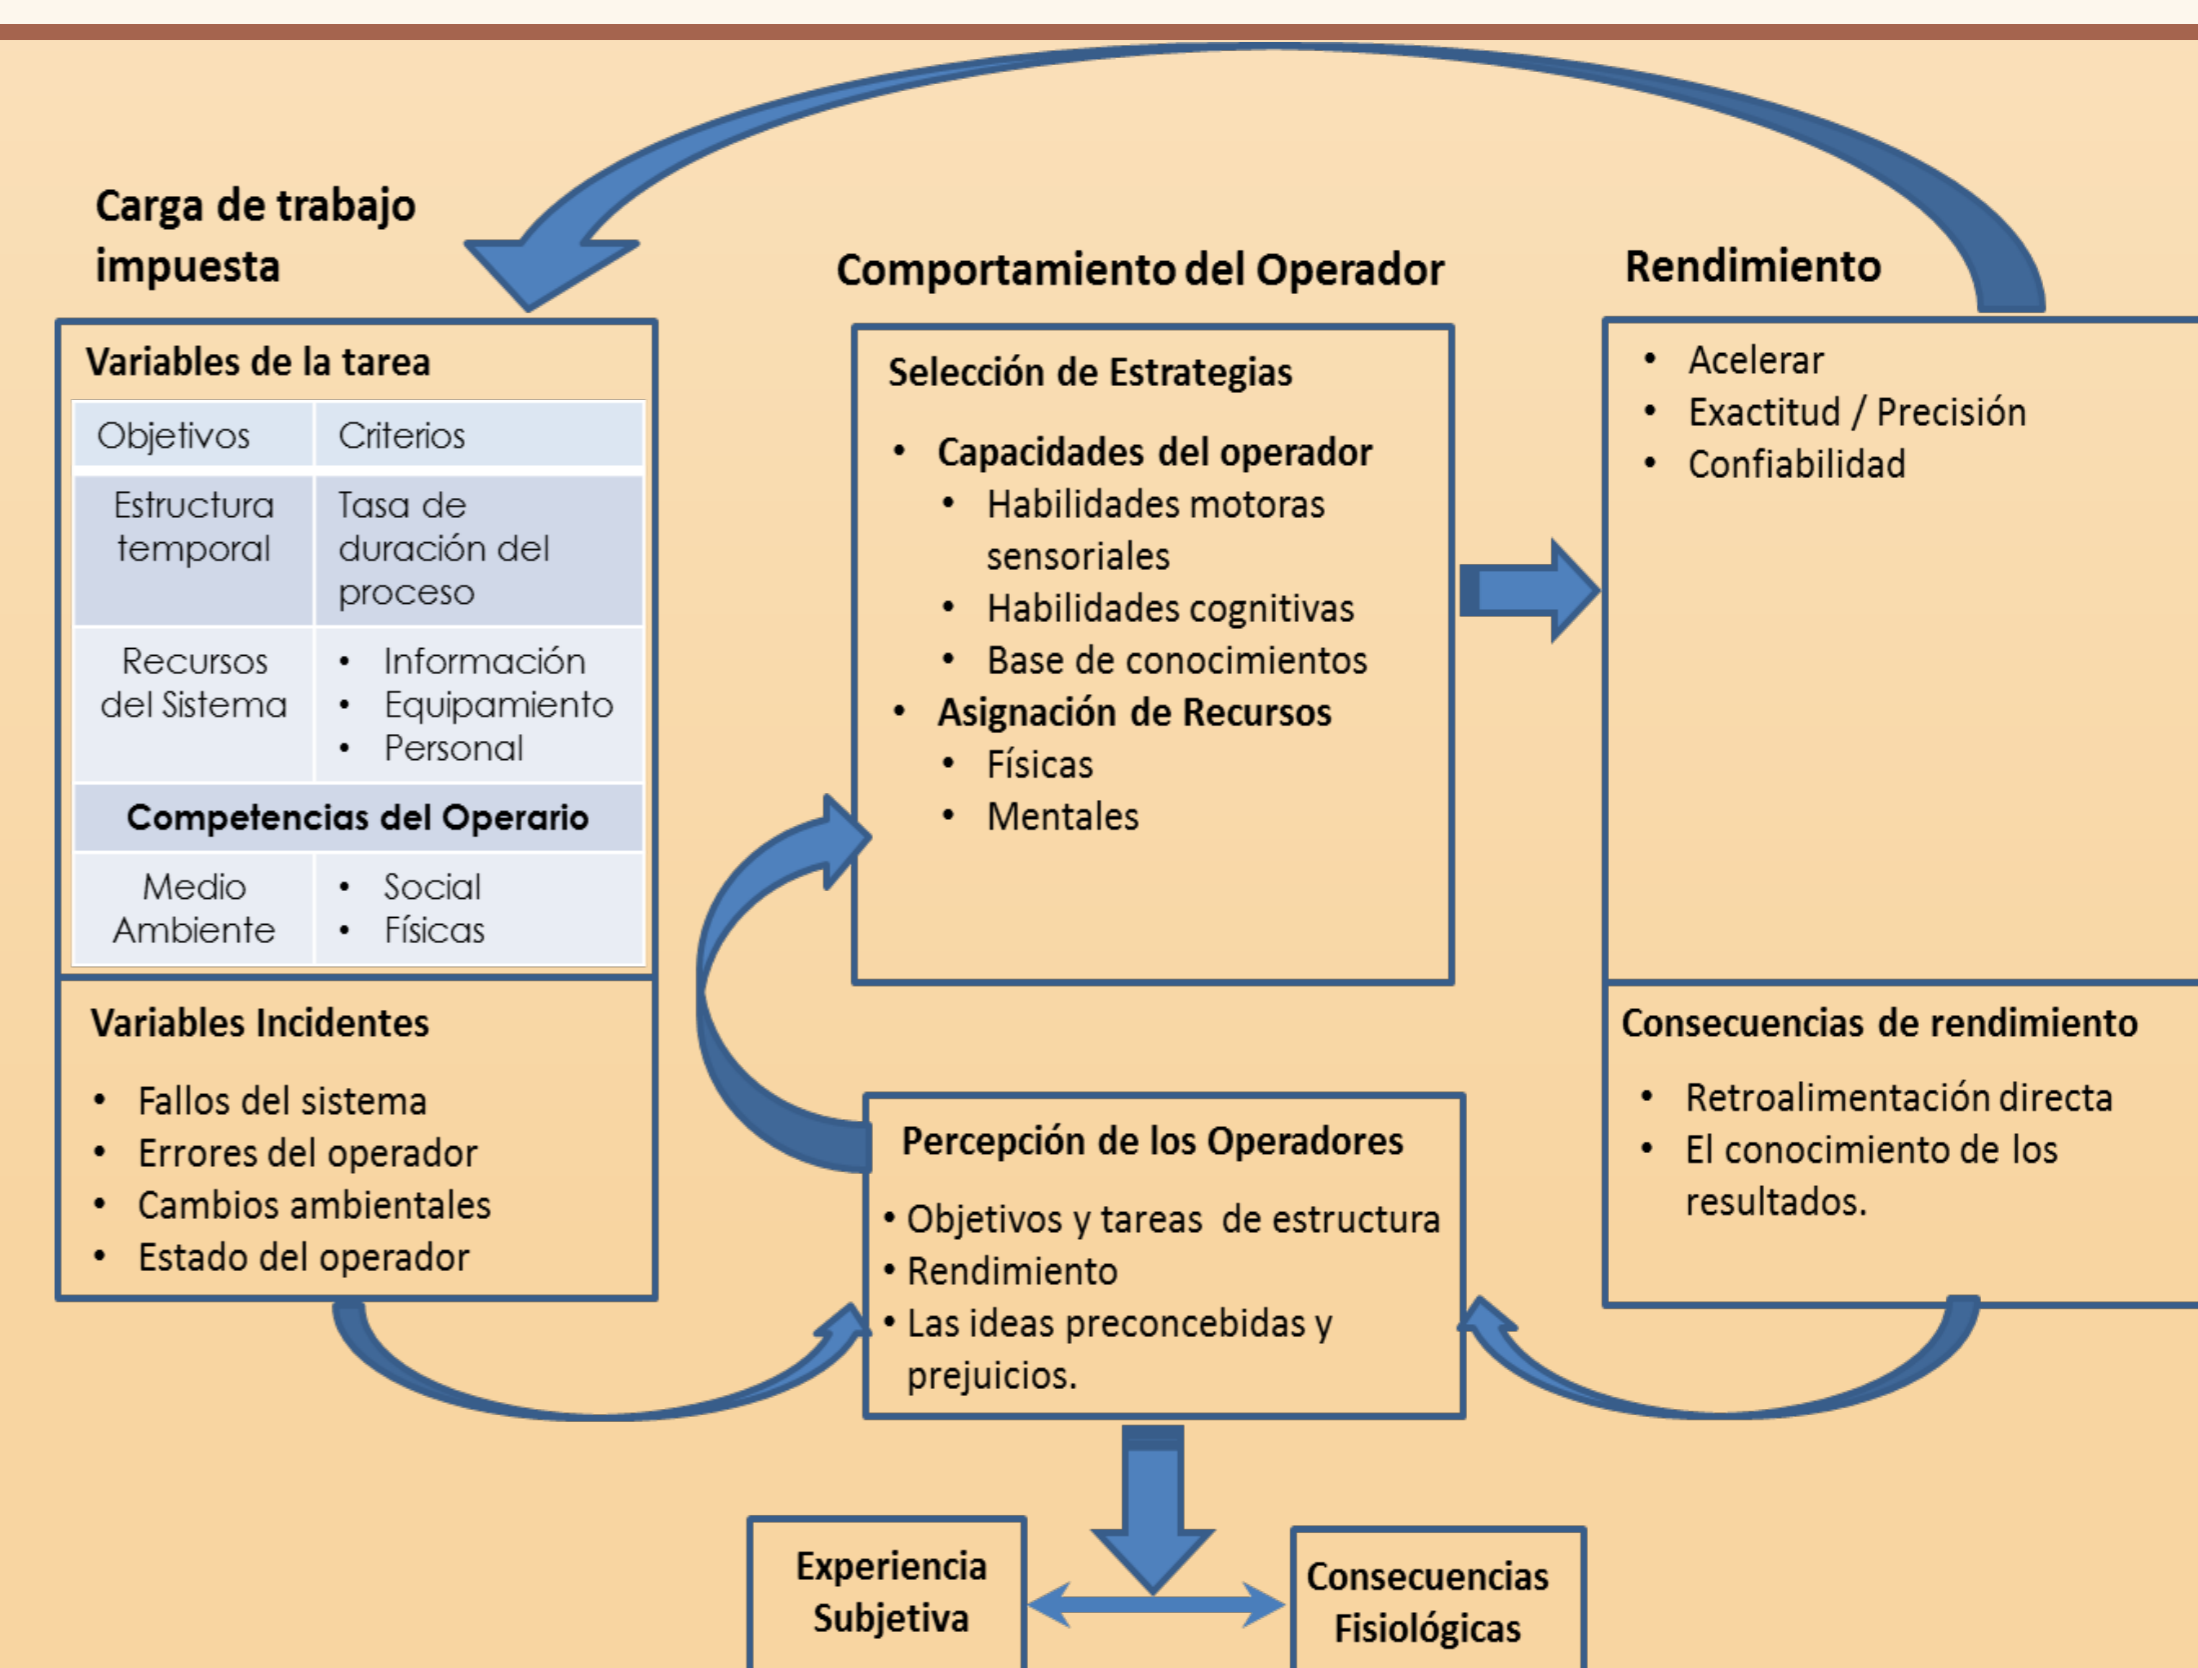 Carga de trabajo
impuesta
Variables de la tarea
Objetivos
Criterios
Estructura
temporal
Tasa de
duración del
proceso
Recursos
del Sistema
• Información
• Equipamiento
• Personal
Competencias del Operario
Medio
Ambiente
• Social
• Físicas
Variables Incidentes
• Fallos del sistema
• Errores del operador
• Cambios ambientales
• Estado del operador
Comportamiento del Operador
Selección de Estrategias
• Capacidades del operador
• Habilidades motoras
sensoriales
• Habilidades cognitivas
• Base de conocimientos
• Asignación de Recursos
• Físicas
• Mentales
Rendimiento
• Acelerar
• Exactitud / Precisión
• Confiabilidad
Consecuencias de rendimiento
• Retroalimentación directa
• El conocimiento de los
resultados.
Percepción de los Operadores
• Objetivos y tareas de estructura
• Rendimiento
• Las ideas preconcebidas y
prejuicios.
Experiencia
Subjetiva
Consecuencias
Fisiológicas